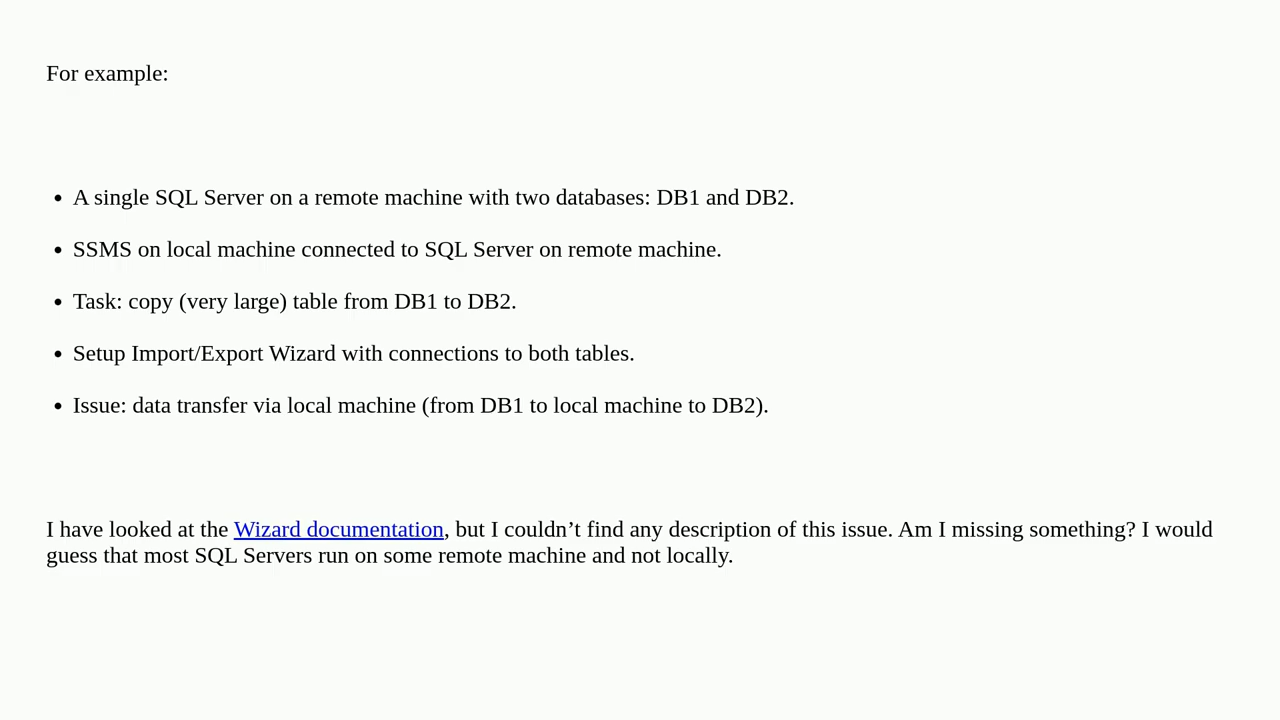 For example:
• A single SQL Server on a remote machine with two databases: DB1 and DB2.
• SSMS on local machine connected to SQL Server on remote machine.
• Task: copy (very large) table from DB1 to DB2.
• Setup Import/Export Wizard with connections to both tables.
• Issue: data transfer via local machine (from DB1 to local machine to DB2).
I have looked at the Wizard documentation, but I couldn’t find any description of this issue. Am I missing something? I would
guess that most SQL Servers run on some remote machine and not locally.